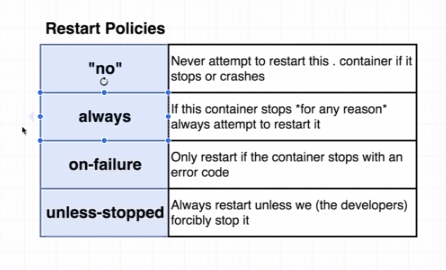 Restart Policies
"no"
Never attempt to restart this . container if it
stops or crashes
always
If this container stops *for any reason*
always attempt to restart it
on-failure
Only restart if the container stops with an
error code
unless-stopped
Always restart unless we (the developers)
forcibly stop it